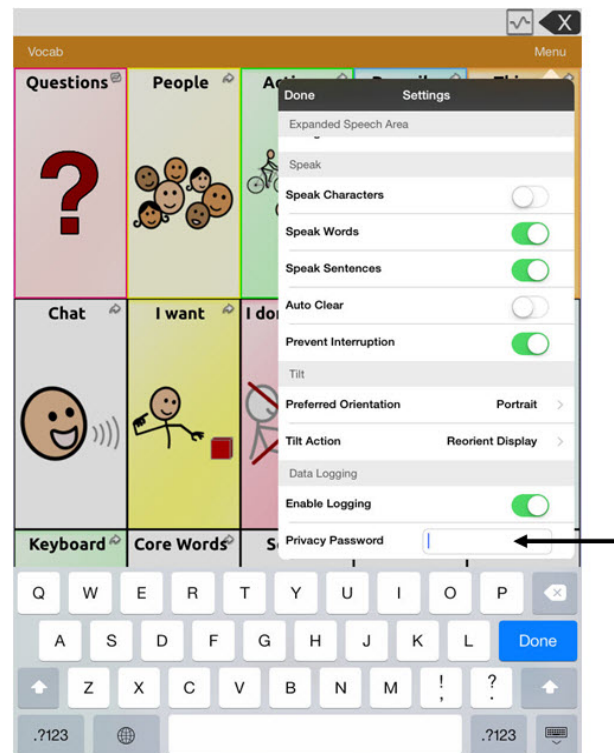 X
Vocab Menu
Questions People
Done Settings
Expanded Speech Area
Speak
Speak Characters
Speak Words
Speak Sentences
Chat I want I
Auto Clear
Prevent Interruption
Tilt
Preferred Orientation Portrait
Tilt Action Reorient Display
Data Logging
Enable Logging
Keyboard Core Words
Privacy Password
Q W E R T Y U I O P
A S D F G H J K L Done
Z X C V B N M ! , ? .
.?123 .?123